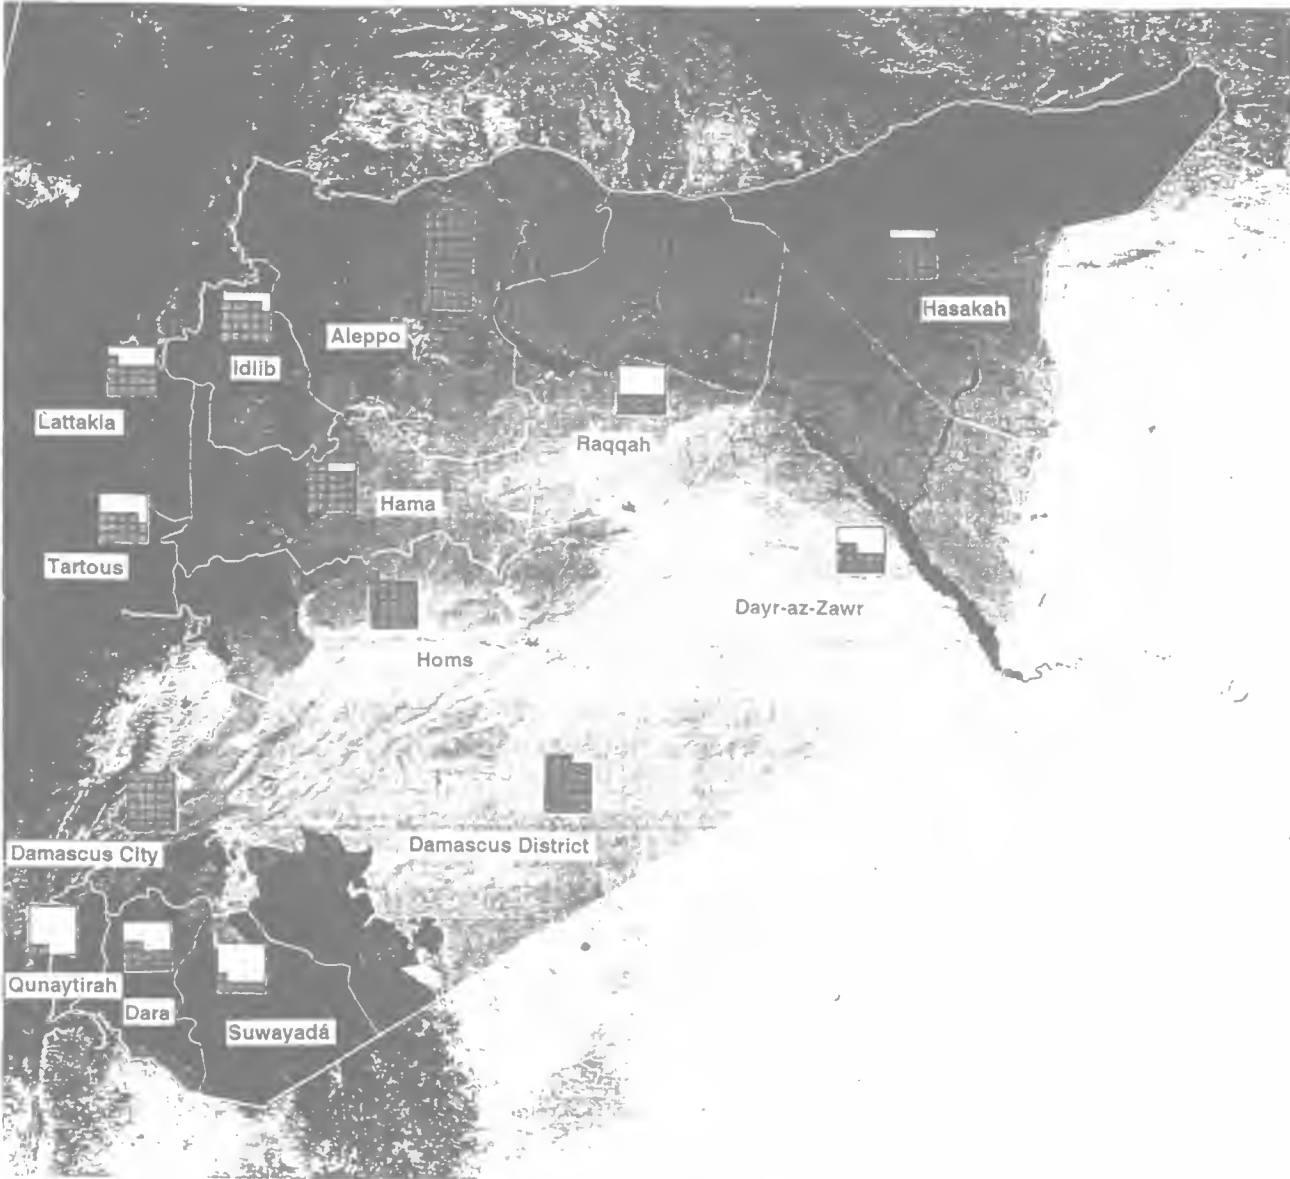 Hasakah
Aleppo
Idlib
Lattakia
Raqqah
Hama
Tartous
Dayr-az-Zawr
Homs
Damascus District
Damascus City
Qunaytirah
Dara
Suwayadá